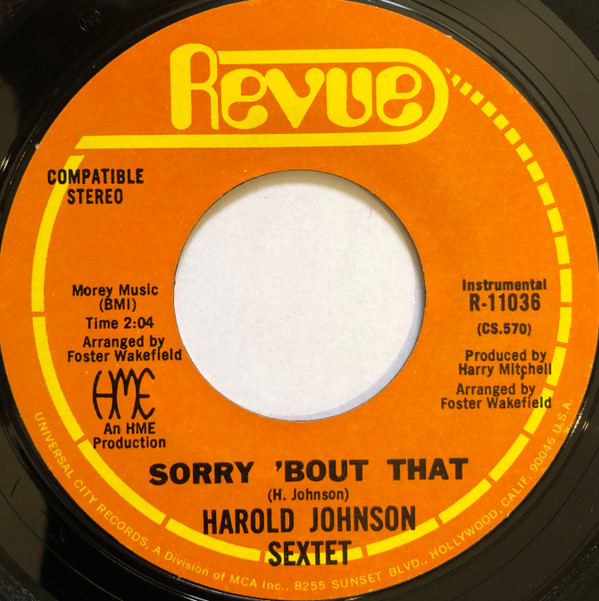 Revue
COMPATIBLE
STEREO
Morey Music
(BMI)
Time 2:04
Arranged by
Foster Wakefield
HME
An HME
Production
Instrumental
R-11036
(CS.570)
Produced by
Harry Mitchell
Arranged by
Foster Wakefield
SORRY 'BOUT THAT
(H. Johnson)
HAROLD JOHNSON
SEXTET
UNIVERSAL CITY RECORDS, A Division of MCA Inc., 8255 SUNSET BLVD., HOLLYWOOD, CALIF. 90046 U.S.A.